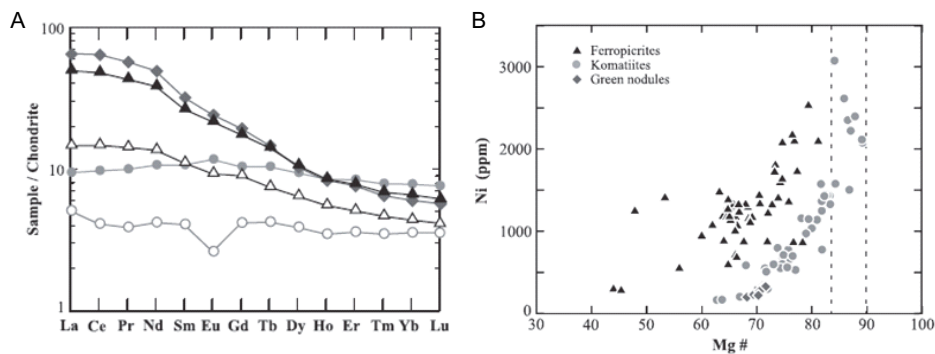 A
B
100
10
1
Sample / Chondrite
La Ce Pr Nd Sm Eu Gd Tb Dy Ho Er Tm Yb Lu
3000
2000
1000
0
Ni (ppm)
Ferropicrites
Komatiites
Green nodules
30 40 50 60 70 80 90 100
Mg #